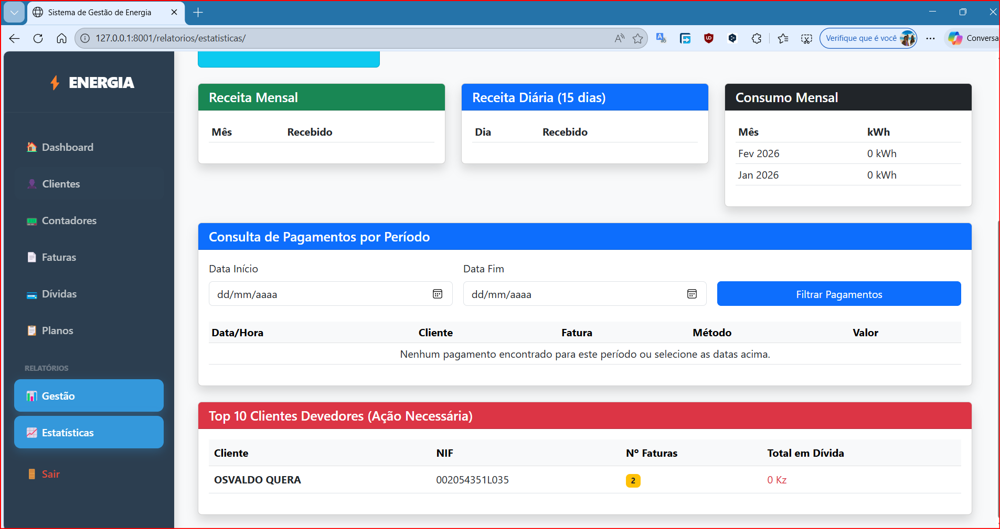 Sistema de Gestão de Energia
127.0.0.1:8001/relatorios/estatisticas/
Verifique que é você
Conversa
ENERGIA
Dashboard
Clientes
Contadores
Faturas
Dívidas
Planos
RELATÓRIOS
Gestão
Estatísticas
Sair
Receita Mensal
Mês Recebido
Receita Diária (15 dias)
Dia Recebido
Consumo Mensal
Mês kWh
Fev 2026 0 kWh
Jan 2026 0 kWh
Consulta de Pagamentos por Período
Data Início Data Fim
dd/mm/aaaa dd/mm/aaaa Filtrar Pagamentos
Data/Hora Cliente Fatura Método Valor
Nenhum pagamento encontrado para este período ou selecione as datas acima.
Top 10 Clientes Devedores (Ação Necessária)
Cliente NIF Nº Faturas Total em Dívida
OSVALDO QUERA 002054351L035 2 0 Kz